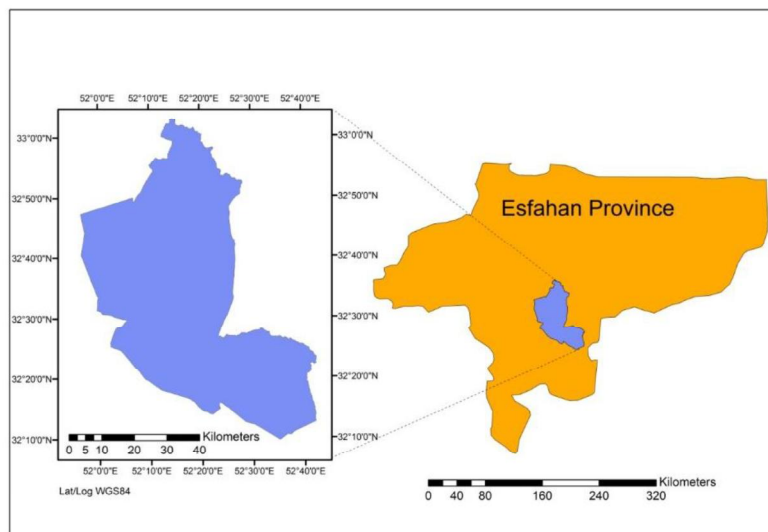 52°0'0"E 52°10'0"E 52°20'0"E 52°30'0"E 52°40'0"E
33°0'0"N
32°50'0"N
32°40'0"N
32°30'0"N
32°20'0"N
32°10'0"N
33°0'0"N
32°50'0"N
32°40'0"N
32°30'0"N
32°20'0"N
32°10'0"N
Kilometers
0 5 10 20 30 40
52°0'0"E 52°10'0"E 52°20'0"E 52°30'0"E 52°40'0"E
Lat/Log WGS84
Esfahan Province
Kilometers
0 40 80 160 240 320